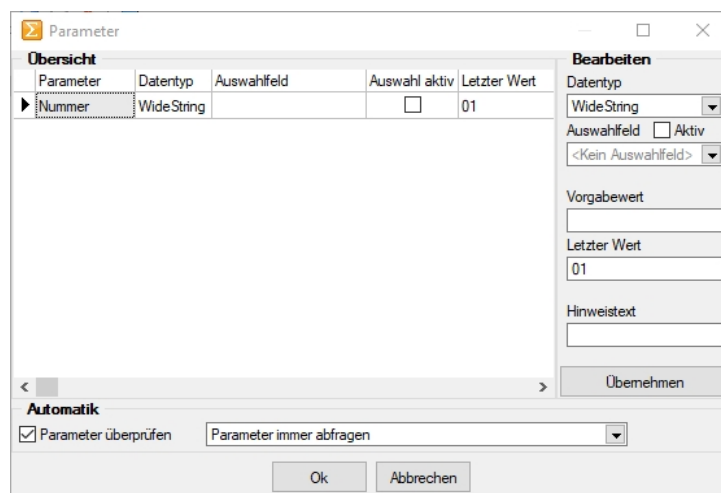 Parameter
Übersicht
Parameter Datentyp Auswahlfeld Auswahl aktiv Letzter Wert
Nummer WideString 01
Bearbeiten
Datentyp
WideString
Auswahlfeld Aktiv
<Kein Auswahlfeld>
Vorgabewert
Letzter Wert
01
Hinweistext
Übernehmen
Automatik
Parameter überprüfen Parameter immer abfragen
Ok Abbrechen